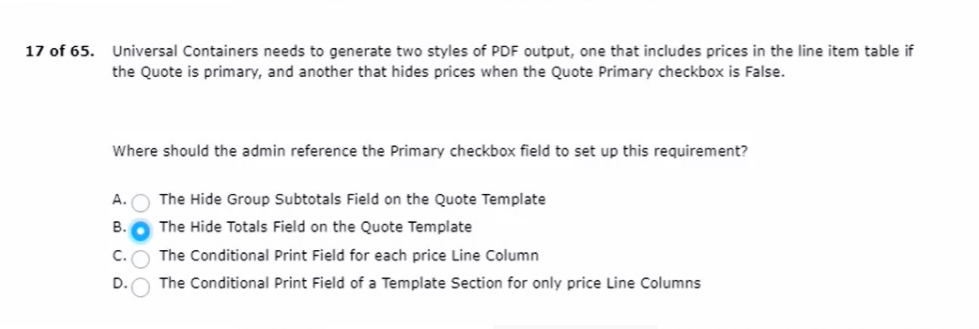 17 of 65. Universal Containers needs to generate two styles of PDF output, one that includes prices in the line item table if
the Quote is primary, and another that hides prices when the Quote Primary checkbox is False.
Where should the admin reference the Primary checkbox field to set up this requirement?
A. The Hide Group Subtotals Field on the Quote Template
B. The Hide Totals Field on the Quote Template
C. The Conditional Print Field for each price Line Column
D. The Conditional Print Field of a Template Section for only price Line Columns